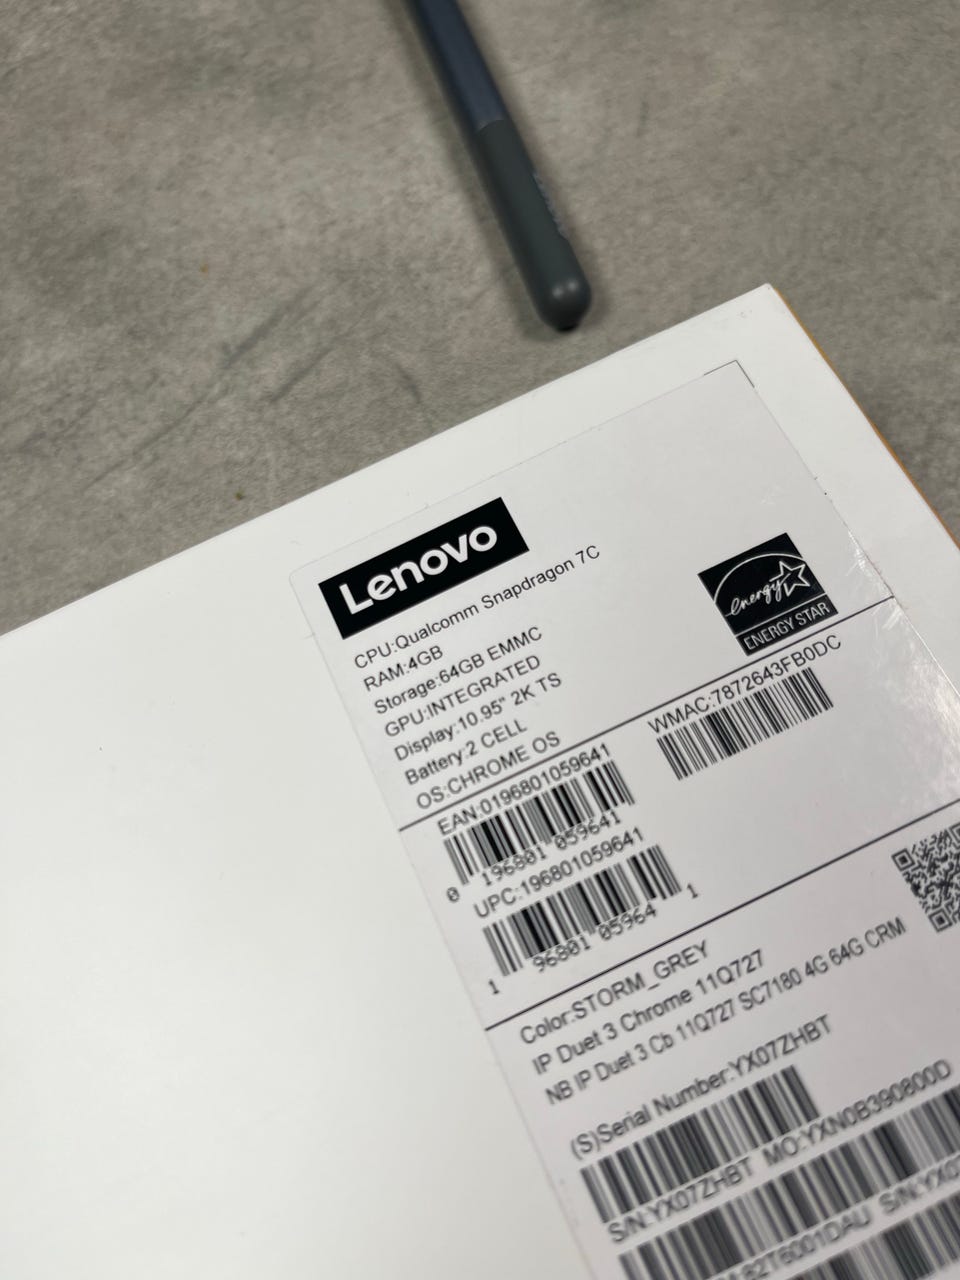 Lenovo
CPU:Qualcomm Snapdragon 7C
RAM:4GB
Storage:64GB EMMC
GPU:INTEGRATED
Display:10.95" 2K TS
Battery:2 CELL
OS:CHROME OS
energy
ENERGY STAR
WMAC:7872643FB0DC
EAN:0196801059641
0 196801 059641
UPC:196801059641
1 96801 05964 1
Color:STORM_GREY
IP Duet 3 Chrome 11Q727
NB IP Duet 3 Cb 11Q727 SC7180 4G 64G CRM
(S)Serial Number:YX07ZHBT
S/N:YX07ZHBT MO:YXN0B390800D